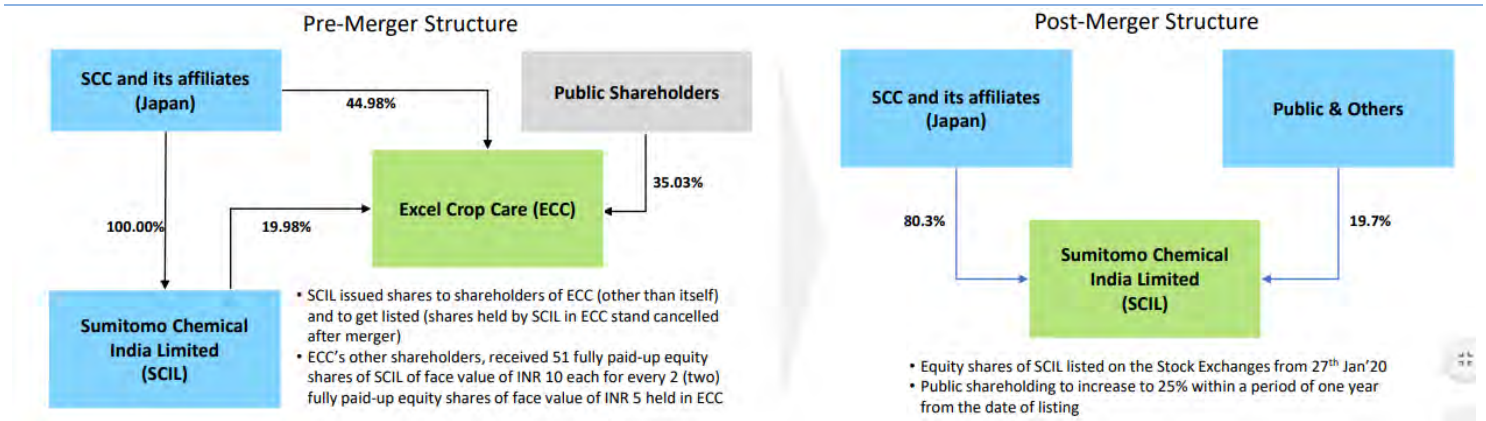 Pre-Merger Structure
SCC and its affiliates
(Japan)
44.98%
Public Shareholders
35.03%
Excel Crop Care (ECC)
100.00%
19.98%
Sumitomo Chemical
India Limited
(SCIL)
• SCIL issued shares to shareholders of ECC (other than itself)
and to get listed (shares held by SCIL in ECC stand cancelled
after merger)
• ECC's other shareholders, received 51 fully paid-up equity
shares of SCIL of face value of INR 10 each for every 2 (two)
fully paid-up equity shares of face value of INR 5 held in ECC
Post-Merger Structure
SCC and its affiliates
(Japan)
Public & Others
80.3%
19.7%
Sumitomo Chemical
India Limited
(SCIL)
• Equity shares of SCIL listed on the Stock Exchanges from 27th Jan'20
• Public shareholding to increase to 25% within a period of one year
from the date of listing